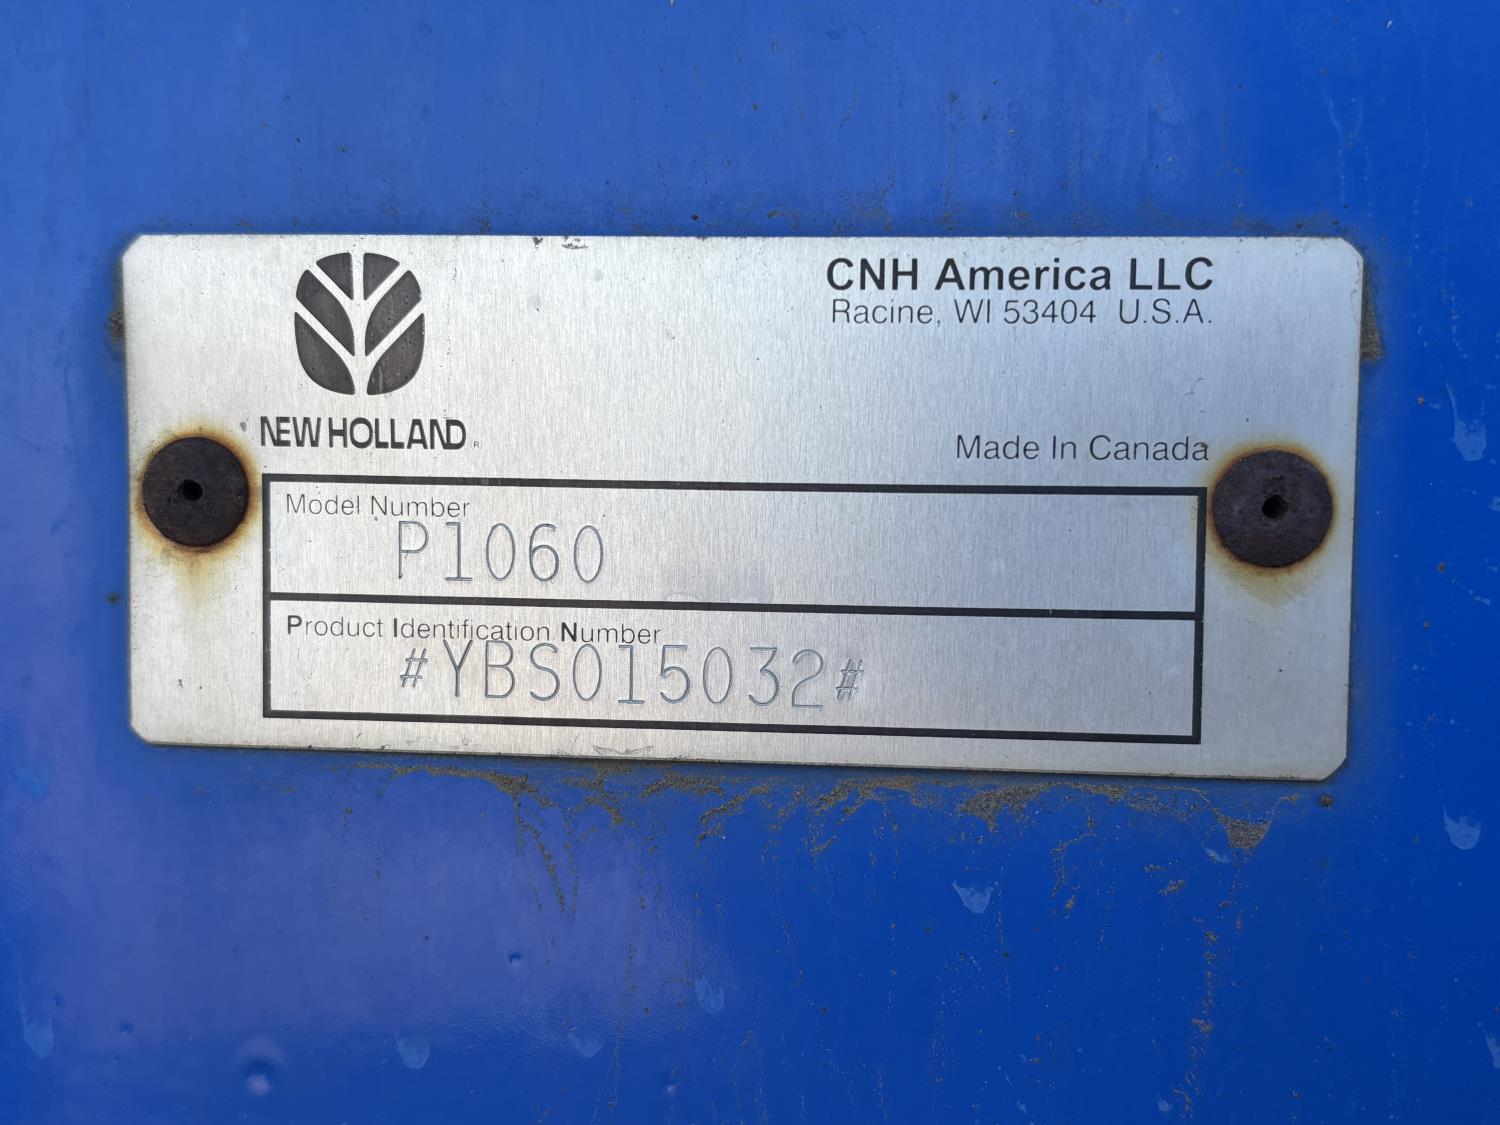 CNH America LLC
Racine, WI 53404 U.S.A.
NEW HOLLAND®
Made In Canada
Model Number
P1060
Product Identification Number
#YBS015032#